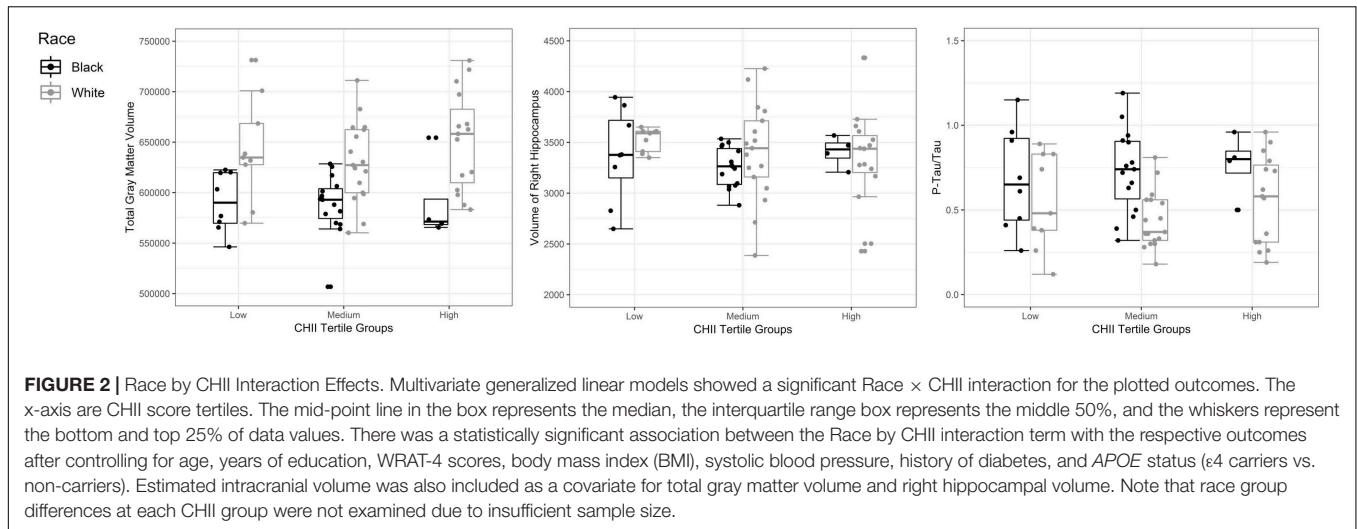 Race
Black
White
Total Gray Matter Volume
750000
700000
650000
600000
550000
500000
Low
Medium
High
CHII Tertile Groups
Volume of Right Hippocampus
4500
4000
3500
3000
2500
2000
Low
Medium
High
CHII Tertile Groups
P-Tau/Tau
1.5
1.0
0.5
0.0
Low
Medium
High
CHII Tertile Groups
FIGURE 2 | Race by CHII Interaction Effects. Multivariate generalized linear models showed a significant Race × CHII interaction for the plotted outcomes. The
x-axis are CHII score tertiles. The mid-point line in the box represents the median, the interquartile range box represents the middle 50%, and the whiskers represent
the bottom and top 25% of data values. There was a statistically significant association between the Race by CHII interaction term with the respective outcomes
after controlling for age, years of education, WRAT-4 scores, body mass index (BMI), systolic blood pressure, history of diabetes, and APOE status (ε4 carriers vs.
non-carriers). Estimated intracranial volume was also included as a covariate for total gray matter volume and right hippocampal volume. Note that race group
differences at each CHII group were not examined due to insufficient sample size.